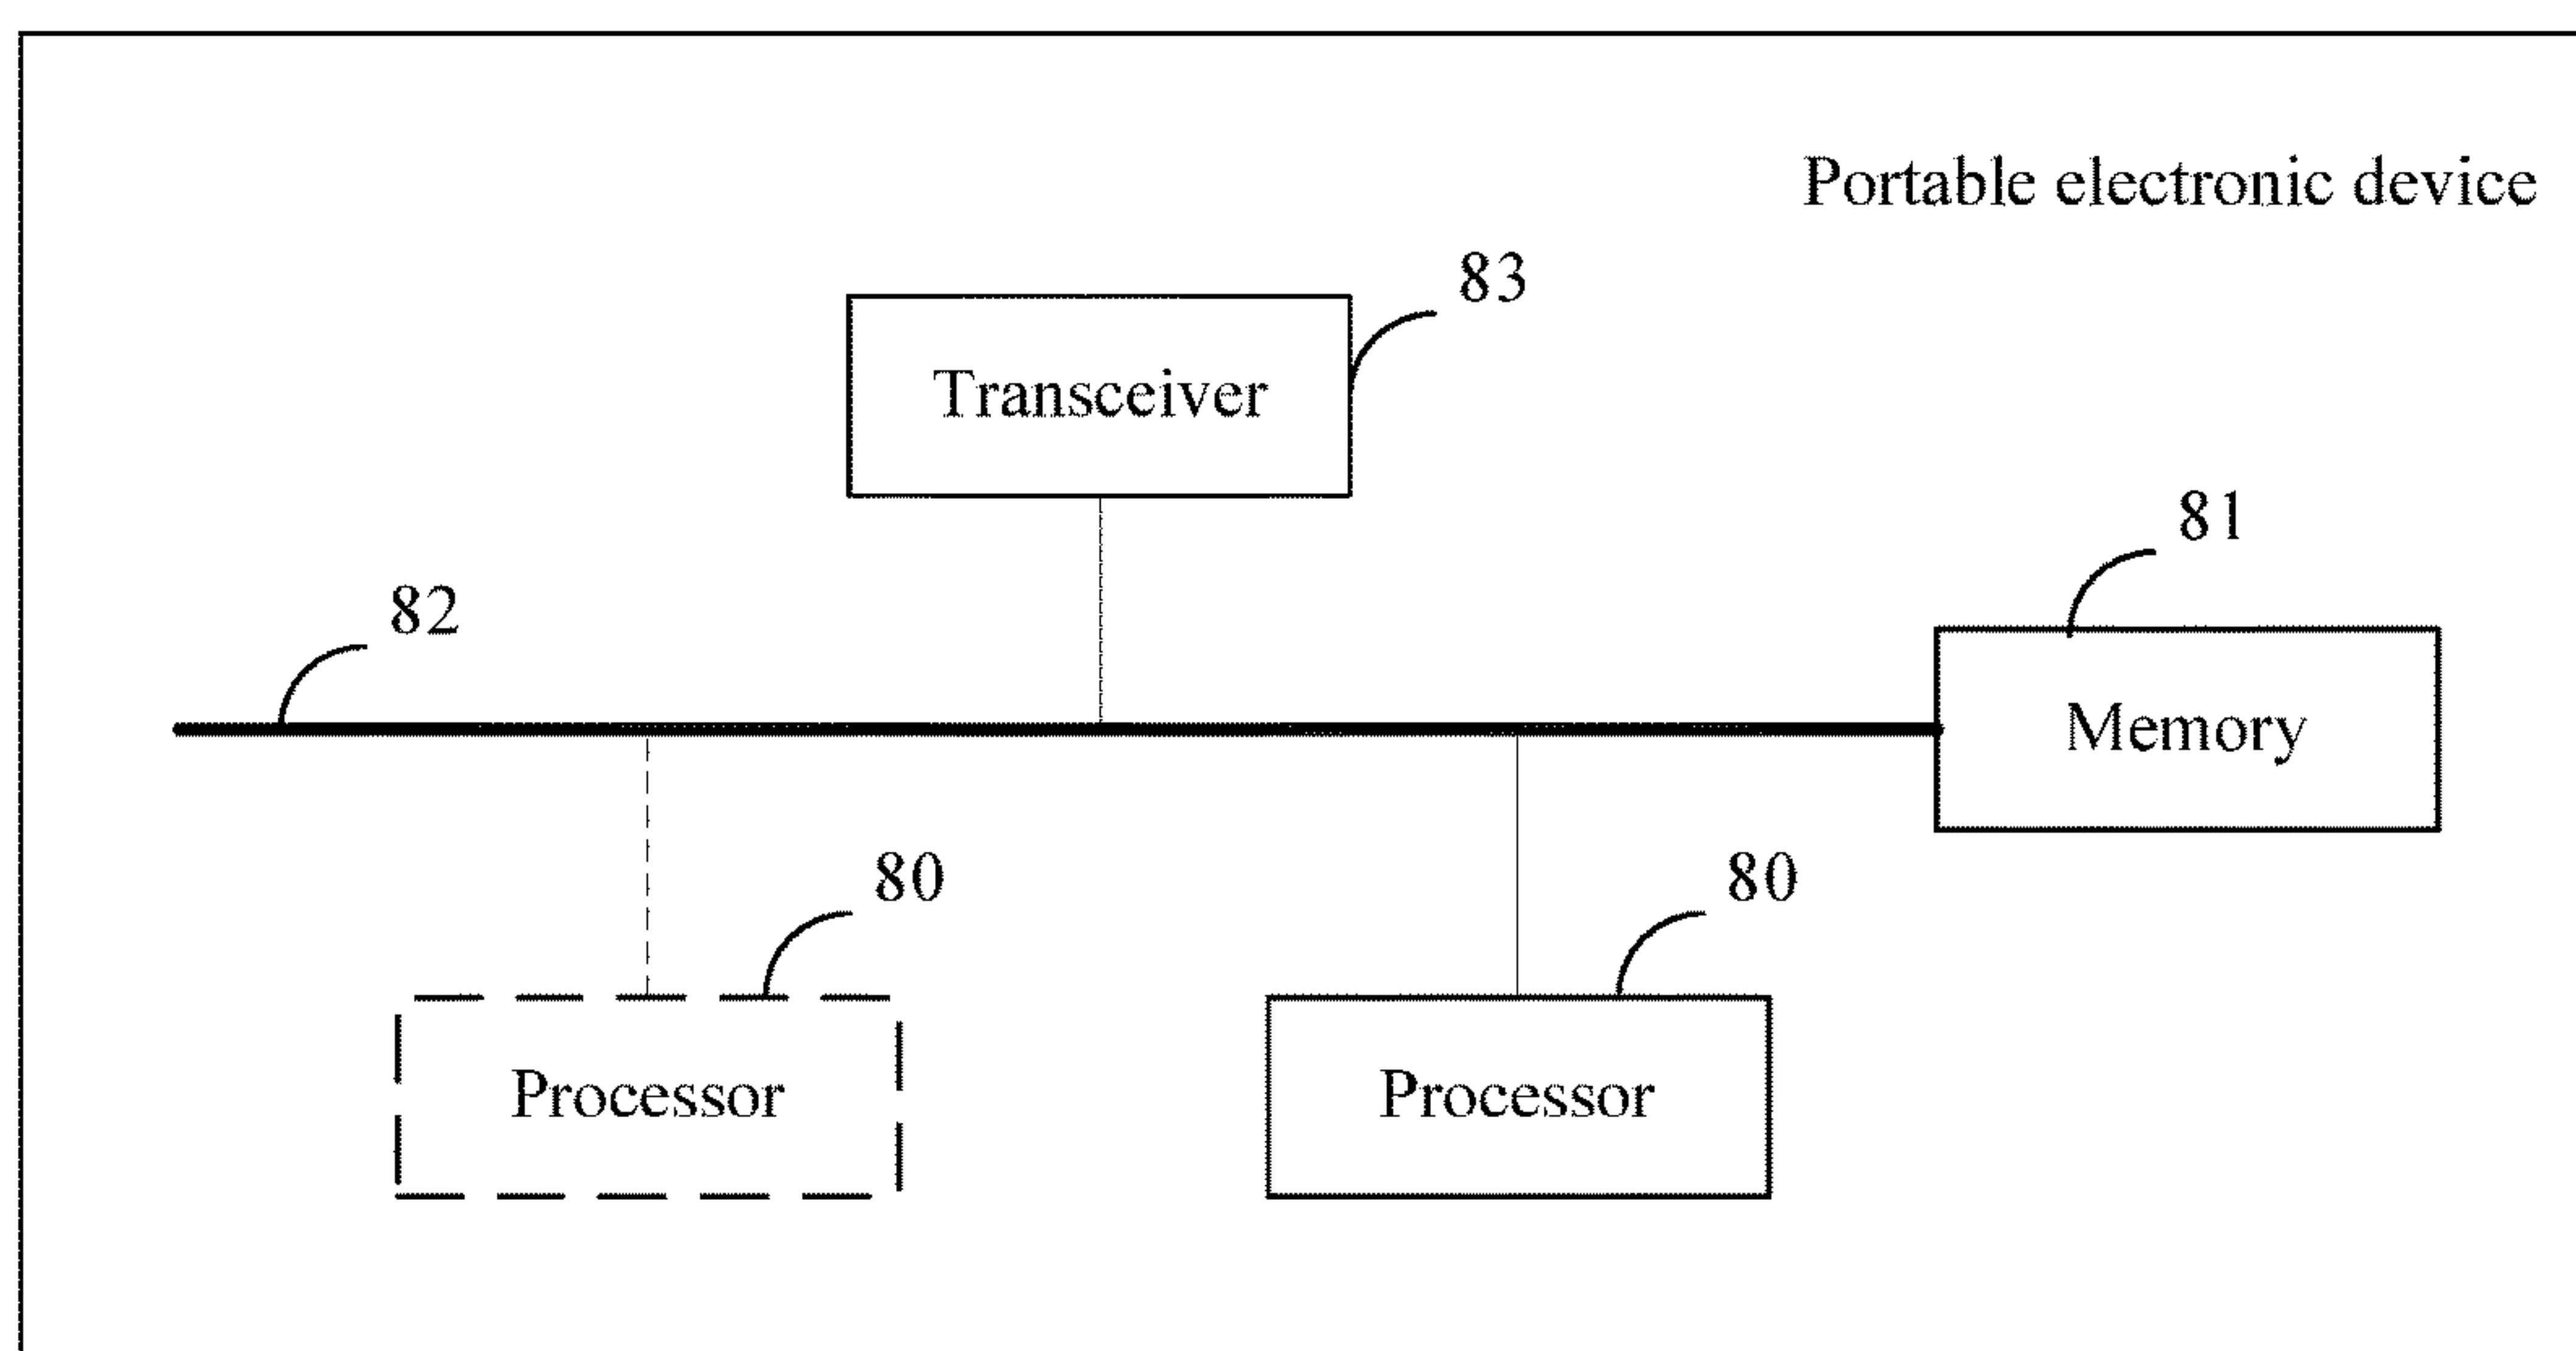 Portable electronic device
83
Transceiver
81
82
Memory
80
80
Processor
Processor